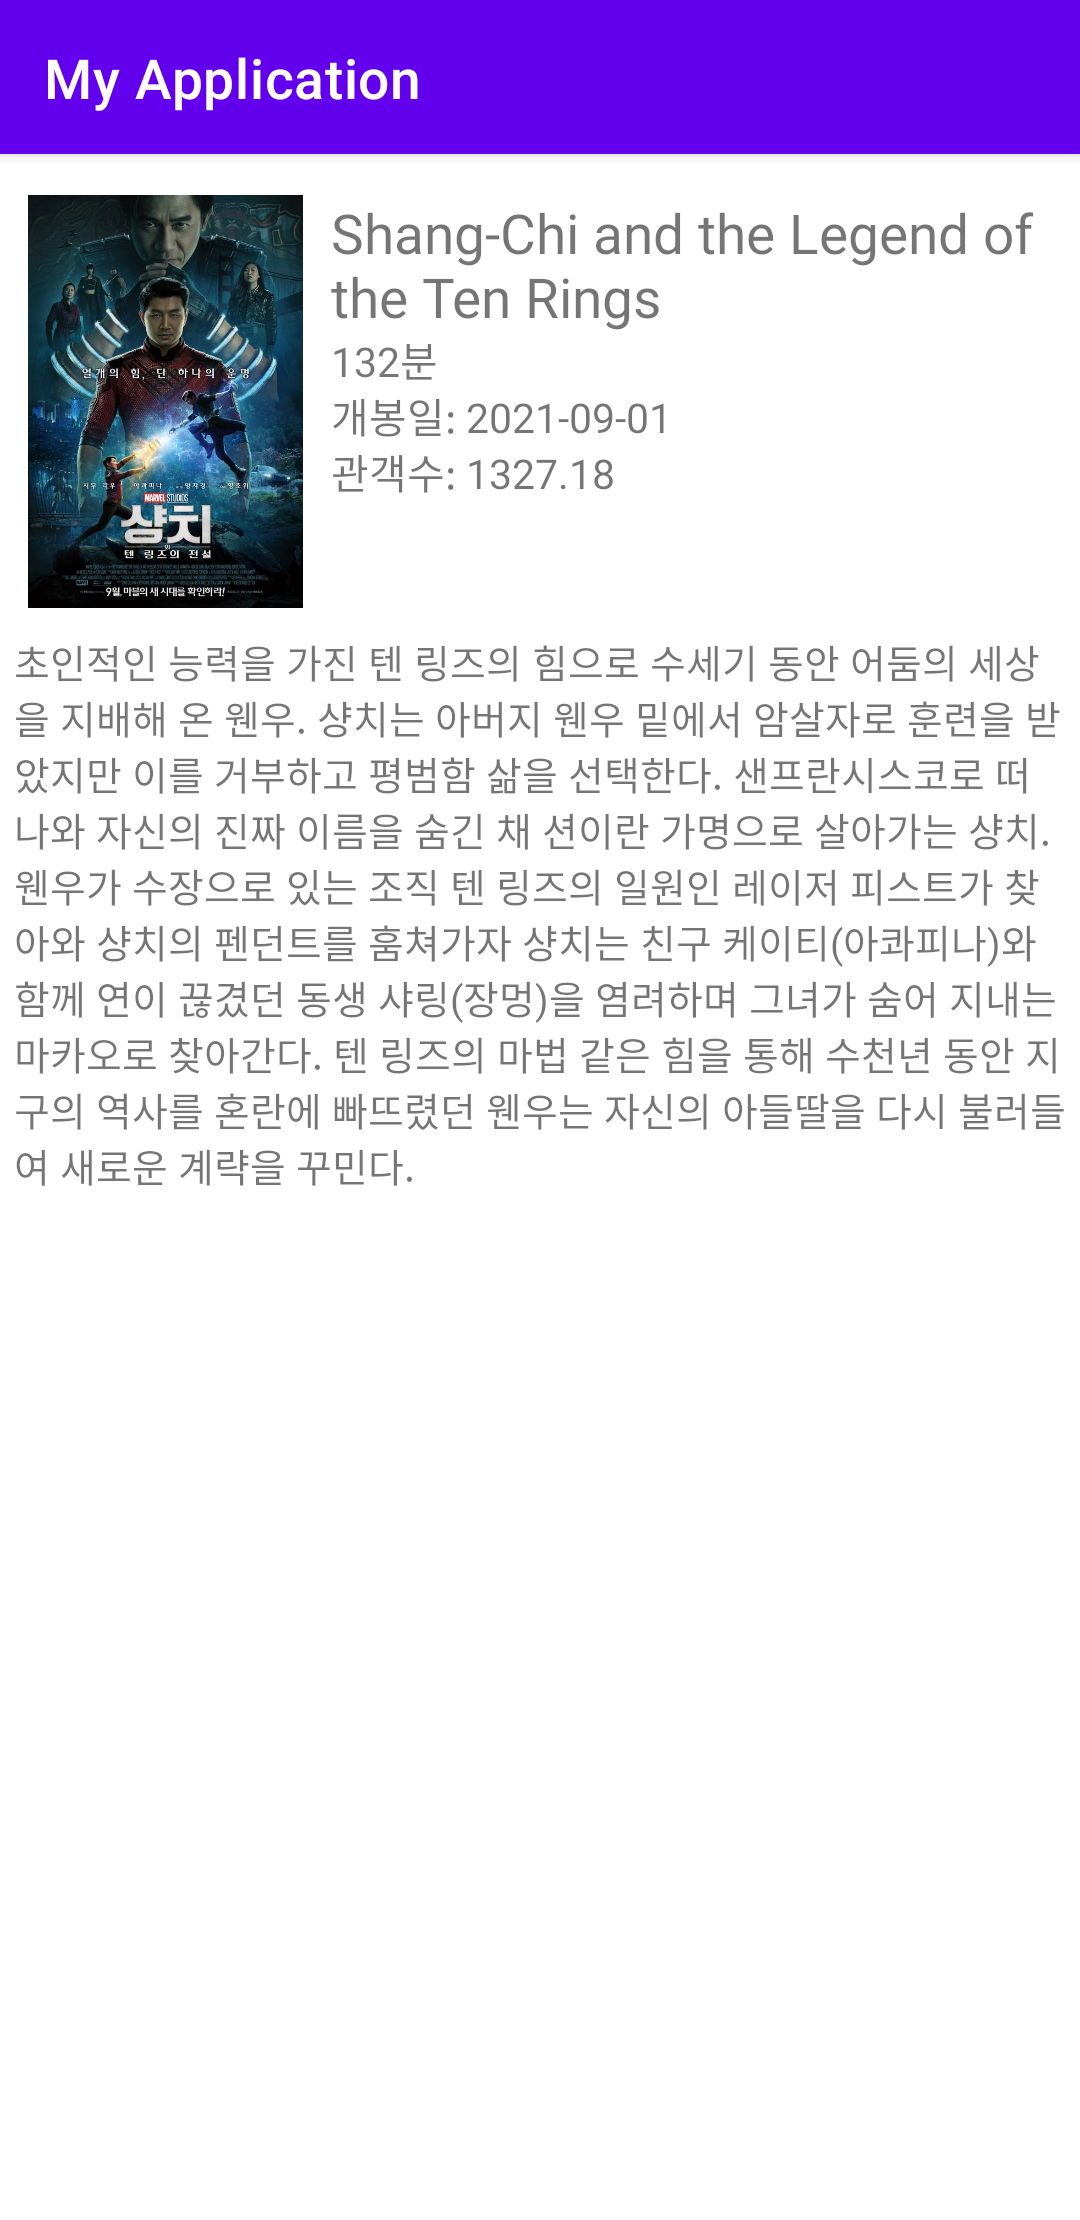 My Application
Shang-Chi and the Legend of
the Ten Rings
132분
개봉일: 2021-09-01
관객수: 1327.18
열개의 힘, 단 하나의 운명
MARVEL STUDIOS
샹치
와
텐 링즈의 전설
9월, 마블의 새 시대를 확인하라!
초인적인 능력을 가진 텐 링즈의 힘으로 수세기 동안 어둠의 세상
을 지배해 온 웬우. 샹치는 아버지 웬우 밑에서 암살자로 훈련을 받
았지만 이를 거부하고 평범함 삶을 선택한다. 샌프란시스코로 떠
나와 자신의 진짜 이름을 숨긴 채 션이란 가명으로 살아가는 샹치.
웬우가 수장으로 있는 조직 텐 링즈의 일원인 레이저 피스트가 찾
아와 샹치의 펜던트를 훔쳐가자 샹치는 친구 케이티(아콰피나)와
함께 연이 끊겼던 동생 샤링(장멍)을 염려하며 그녀가 숨어 지내는
마카오로 찾아간다. 텐 링즈의 마법 같은 힘을 통해 수천년 동안 지
구의 역사를 혼란에 빠뜨렸던 웬우는 자신의 아들딸을 다시 불러들
여 새로운 계략을 꾸민다.